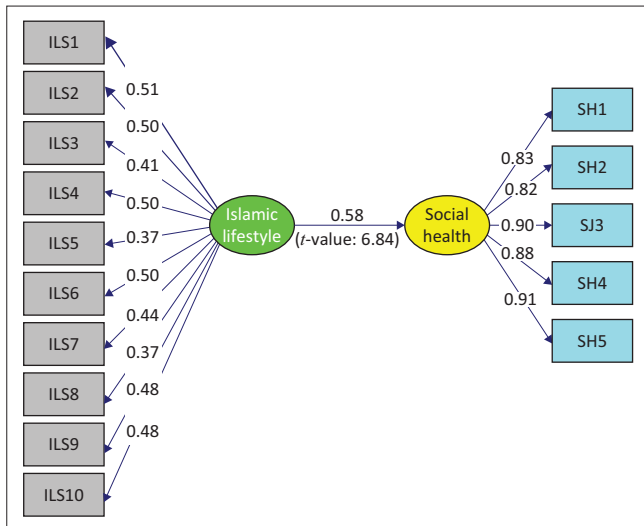 ILS1
ILS2
ILS3
ILS4
ILS5
ILS6
ILS7
ILS8
ILS9
ILS10
0.51
0.50
0.41
0.50
0.37
0.50
0.44
0.37
0.48
0.48
Islamic
lifestyle
0.58
(t-value: 6.84)
Social
health
0.83
0.82
0.90
0.88
0.91
SH1
SH2
SJ3
SH4
SH5